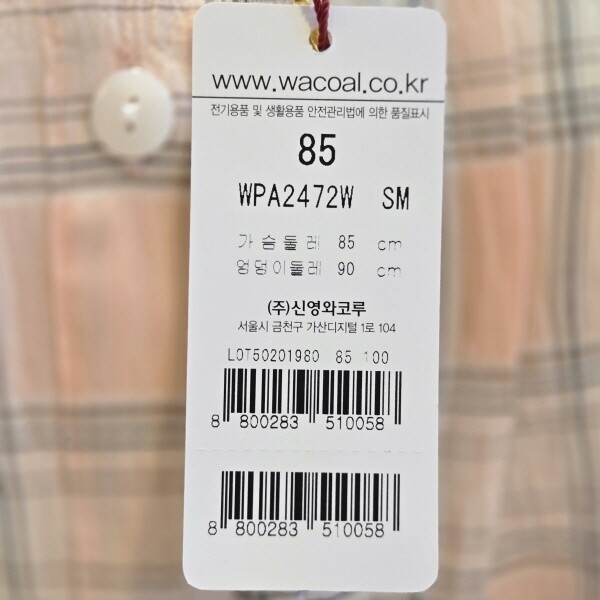 www.wacoal.co.kr
전기용품 및 생활용품 안전관리법에 의한 품질표시
85
WPA2472W SM
가슴둘레 85 cm
엉덩이둘레 90 cm
(주)신영와코루
서울시 금천구 가산디지털 1로 104
LOT50201980 85 100
8 800283 510058
8 800283 510058